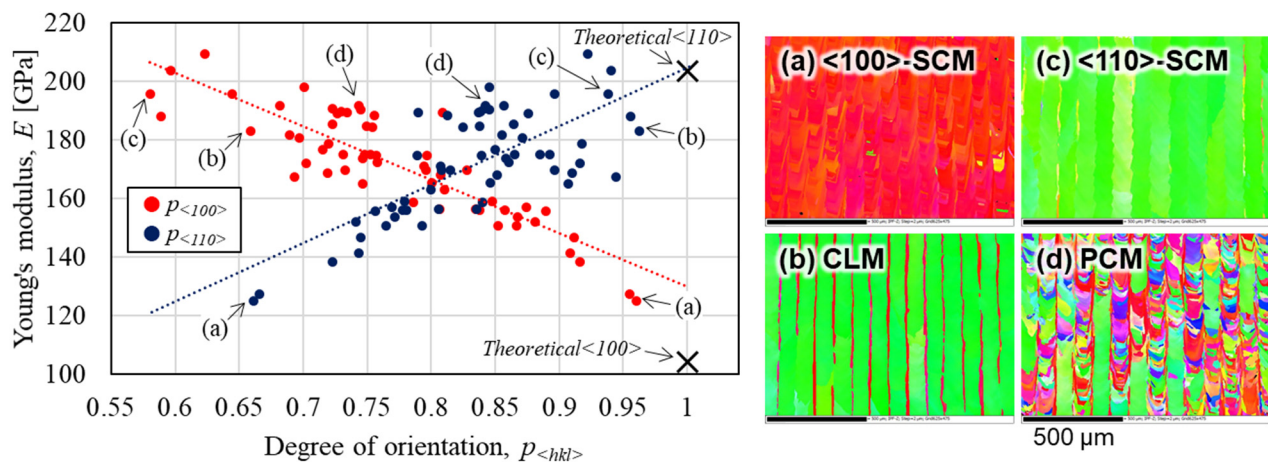 220
200
180
160
140
120
100
Young's modulus, E [GPa]
0.55 0.6 0.65 0.7 0.75 0.8 0.85 0.9 0.95 1
Degree of orientation, p<hkl>
Theoretical<110>
(d)
(d)
(c)
(c)
(b)
(b)
p<100>
p<110>
(a)
(a)
Theoretical<100>
(a) <100>-SCM
(c) <110>-SCM
(b) CLM
(d) PCM
500 μm